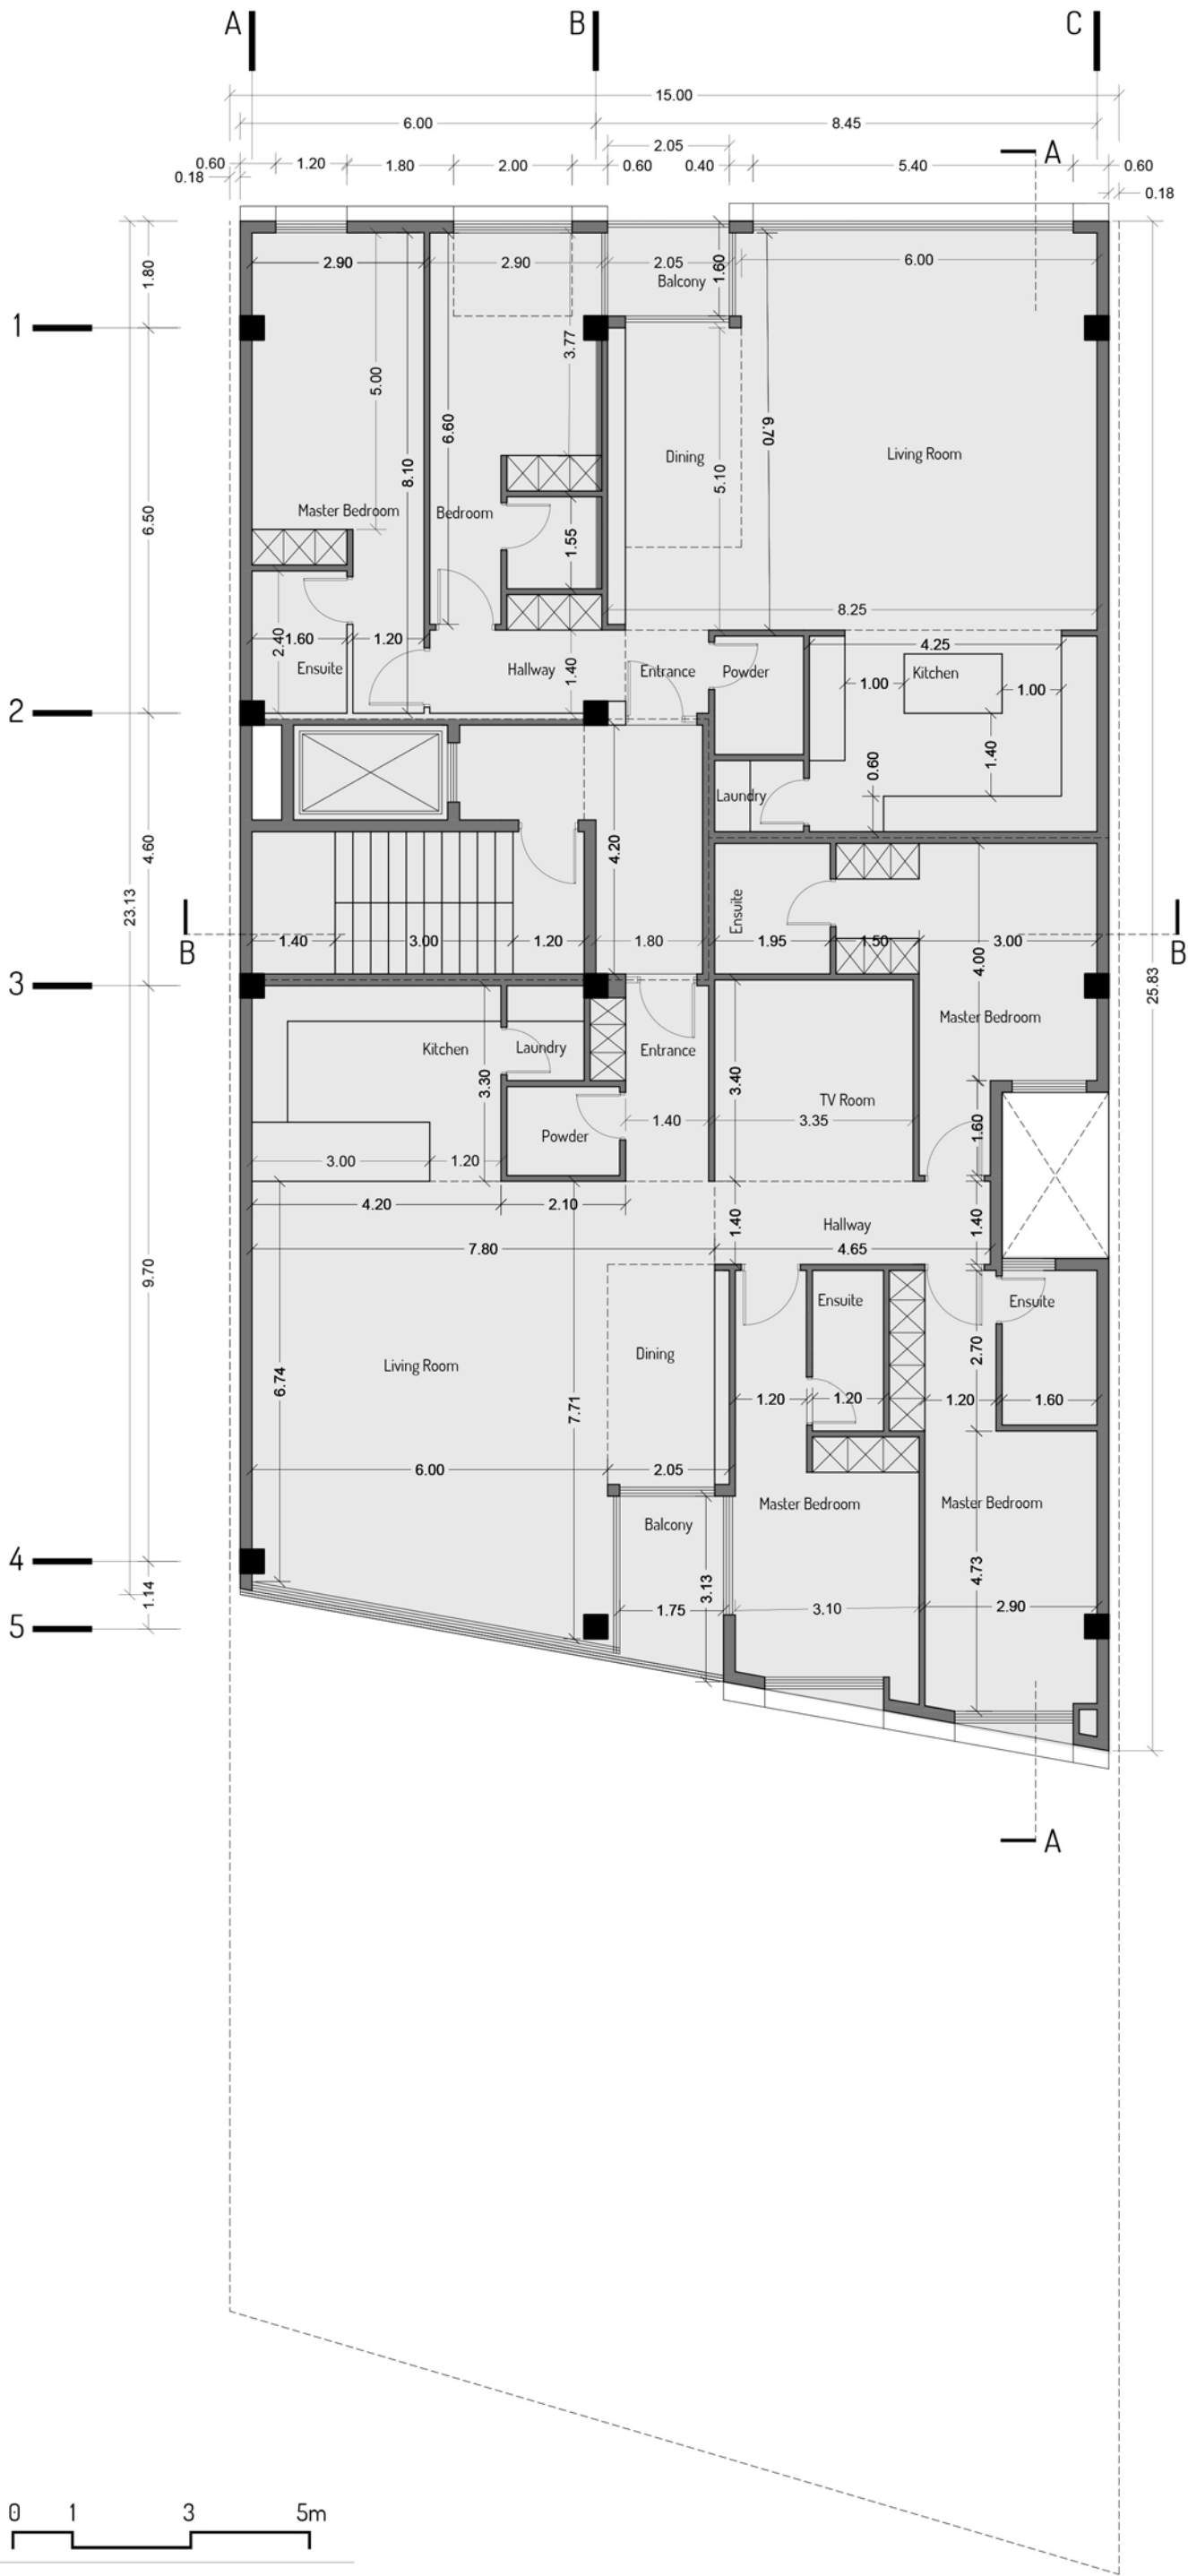 A B C
15.00
6.00 8.45
2.05
A
0.60 1.20 1.80 2.00 0.60 0.40 5.40 0.60
0.18 0.18
2.90 2.90 2.05 1.60 6.00
1.80
Balcony
1
3.77
5.00
6.60 6.70
Dining Living Room
8.10 5.10
Master Bedroom Bedroom
6.50
1.55
8.25
2.40 1.60 1.20 4.25
Ensuite Hallway 1.40 Entrance Powder Kitchen
1.00 1.00
2
1.40
0.60
Laundry
4.60 4.20
23.13
Ensuite
B 1.40 3.00 1.20 1.80 1.95 1.50 3.00 B
4.00
3
25.83
Master Bedroom
Kitchen Laundry Entrance
3.30 3.40
TV Room
1.40 3.35 1.60
Powder
3.00 1.20
4.20 2.10
1.40 Hallway 1.40
7.80 4.65
9.70
Ensuite Ensuite
Living Room Dining 2.70
6.74
1.20 1.20 1.20 1.60
7.71
6.00 2.05
Master Bedroom Master Bedroom
Balcony
4
4.73
3.13
1.14
1.75 3.10 2.90
5
A
0 1 3 5m